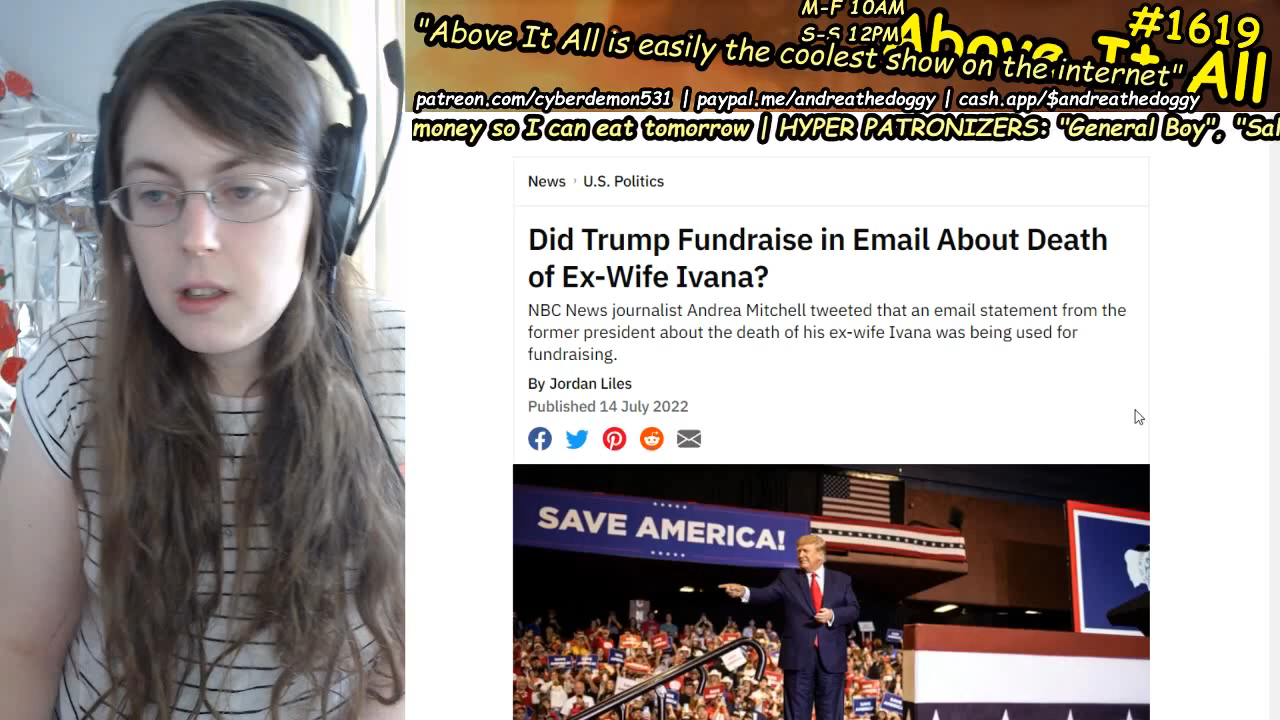 M-F 10AM
S-S 12PM
Above It All
#1619
"Above It All is easily the coolest show on the internet"
patreon.com/cyberdemon531 | paypal.me/andreathedoggy | cash.app/$andreathedoggy
money so I can eat tomorrow | HYPER PATRONIZERS: "General Boy", "Sal
News › U.S. Politics
Did Trump Fundraise in Email About Death
of Ex-Wife Ivana?
NBC News journalist Andrea Mitchell tweeted that an email statement from the
former president about the death of his ex-wife Ivana was being used for
fundraising.
By Jordan Liles
Published 14 July 2022
SAVE AMERICA!